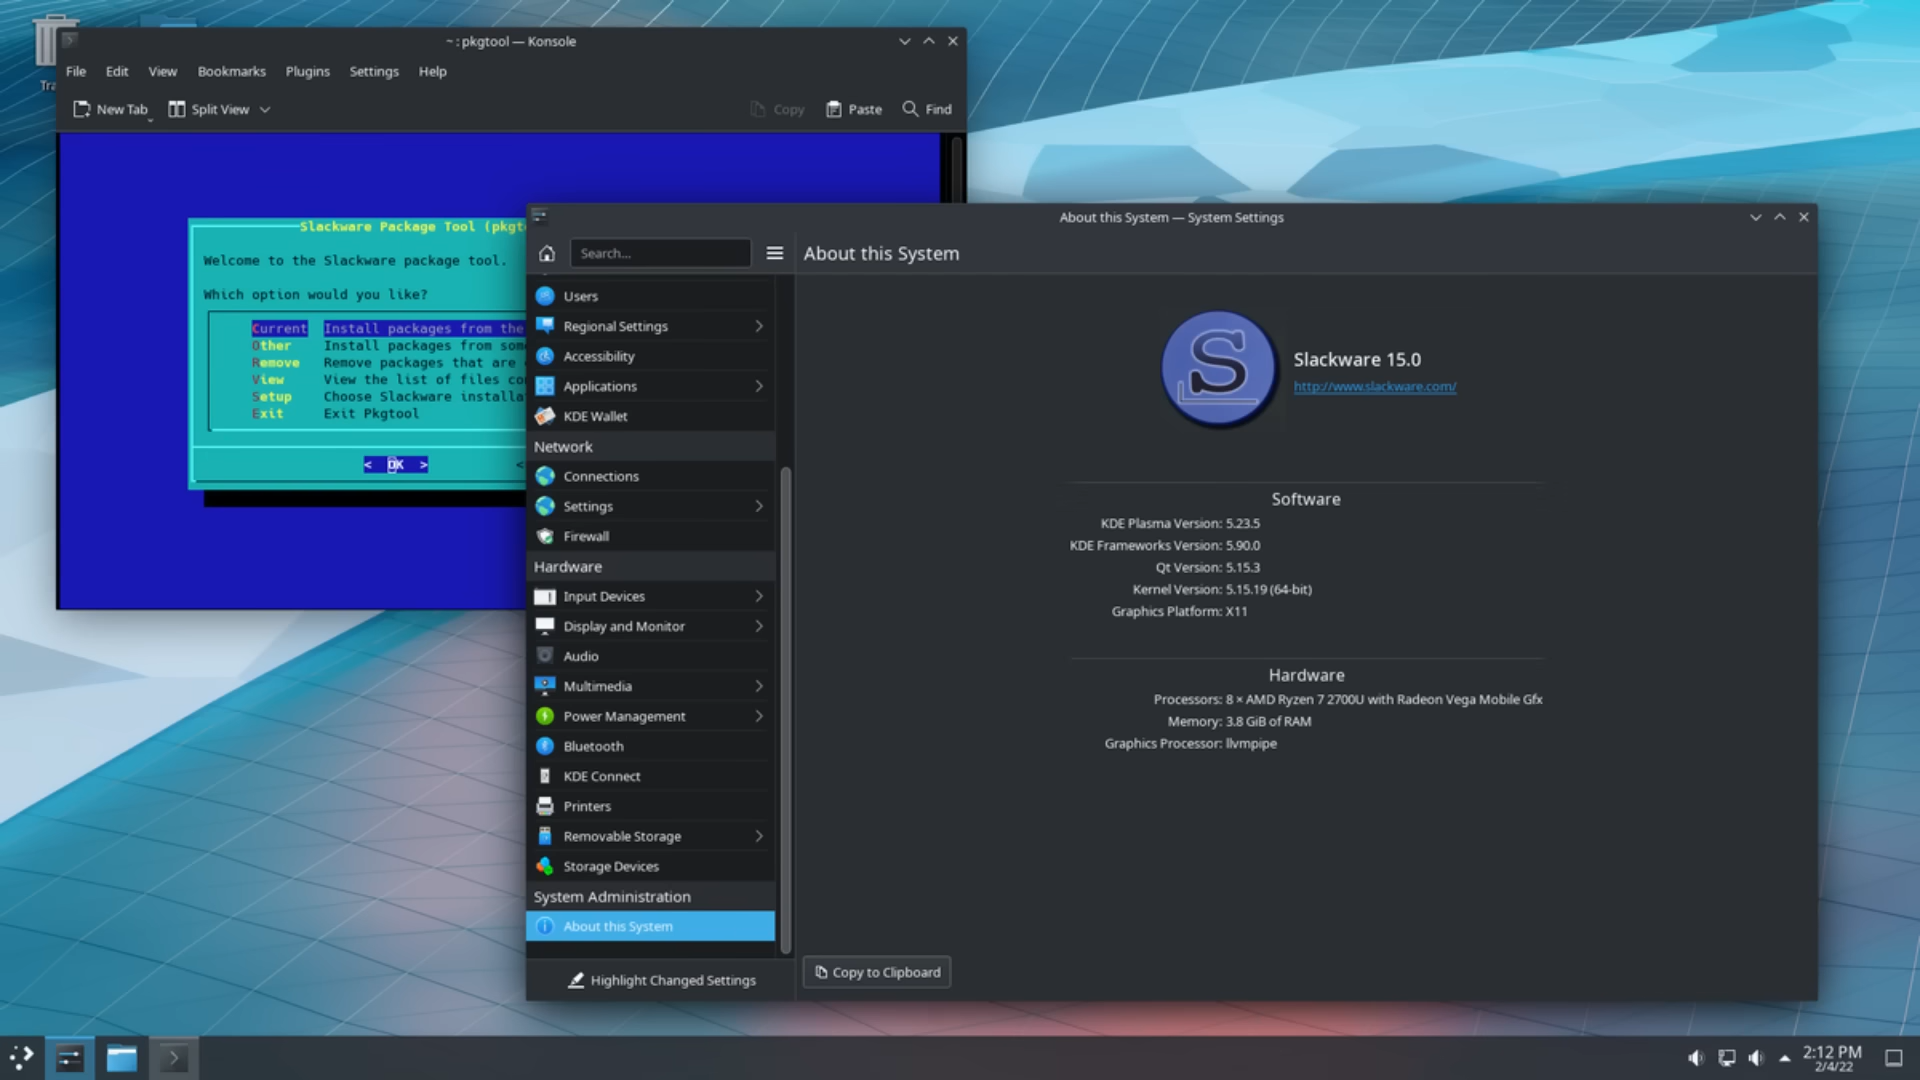 Tra
~ : pkgtool — Konsole
File Edit View Bookmarks Plugins Settings Help
New Tab Split View Copy Paste Find
Slackware Package Tool (pkgt
Welcome to the Slackware package tool.
Which option would you like?
Current Install packages from the
Other Install packages from som
Remove Remove packages that are
View View the list of files co
Setup Choose Slackware installa
Exit Exit Pkgtool
< OK > <
About this System — System Settings
Search...
About this System
Users
Regional Settings
Accessibility
Applications
KDE Wallet
Network
Connections
Settings
Firewall
Hardware
Input Devices
Display and Monitor
Audio
Multimedia
Power Management
Bluetooth
KDE Connect
Printers
Removable Storage
Storage Devices
System Administration
About this System
Highlight Changed Settings
S
Slackware 15.0
http://www.slackware.com/
Software
KDE Plasma Version: 5.23.5
KDE Frameworks Version: 5.90.0
Qt Version: 5.15.3
Kernel Version: 5.15.19 (64-bit)
Graphics Platform: X11
Hardware
Processors: 8 × AMD Ryzen 7 2700U with Radeon Vega Mobile Gfx
Memory: 3.8 GiB of RAM
Graphics Processor: llvmpipe
Copy to Clipboard
2:12 PM
2/4/22